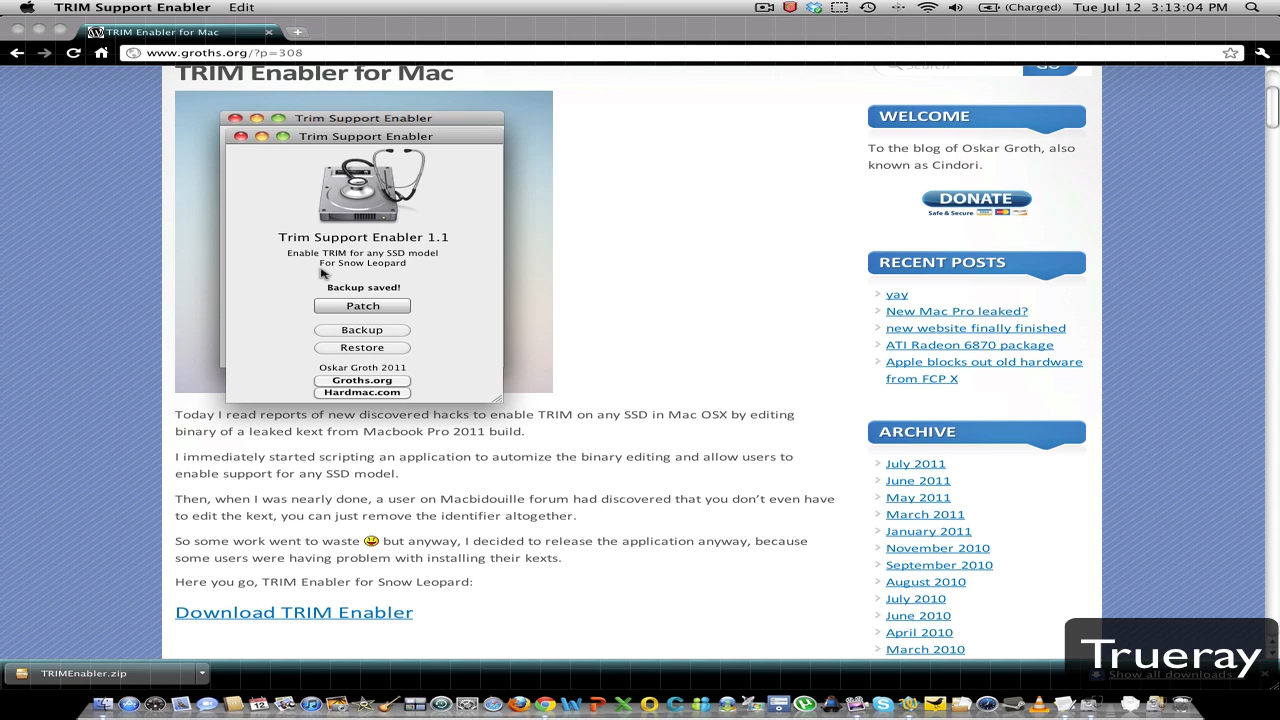 TRIM Support Enabler Edit (Charged) Tue Jul 12 3:13:04 PM
TRIM Enabler for Mac
www.groths.org/?p=308
TRIM Enabler for Mac
Trim Support Enabler
Trim Support Enabler
Trim Support Enabler 1.1
Enable TRIM for any SSD model
For Snow Leopard
Backup saved!
Patch
Backup
Restore
Oskar Groth 2011
Groths.org
Hardmac.com
Today I read reports of new discovered hacks to enable TRIM on any SSD in Mac OSX by editing
binary of a leaked kext from Macbook Pro 2011 build.
I immediately started scripting an application to automize the binary editing and allow users to
enable support for any SSD model.
Then, when I was nearly done, a user on Macbidouille forum had discovered that you don’t even have
to edit the kext, you can just remove the identifier altogether.
So some work went to waste but anyway, I decided to release the application anyway, because
some users were having problem with installing their kexts.
Here you go, TRIM Enabler for Snow Leopard:
Download TRIM Enabler
Search GO
WELCOME
To the blog of Oskar Groth, also
known as Cindori.
DONATE
Safe & Secure
RECENT POSTS
yay
New Mac Pro leaked?
new website finally finished
ATI Radeon 6870 package
Apple blocks out old hardware
from FCP X
ARCHIVE
July 2011
June 2011
May 2011
March 2011
January 2011
November 2010
September 2010
August 2010
July 2010
June 2010
April 2010
March 2010
TRIMEnabler.zip
Show all downloads...
Trueray